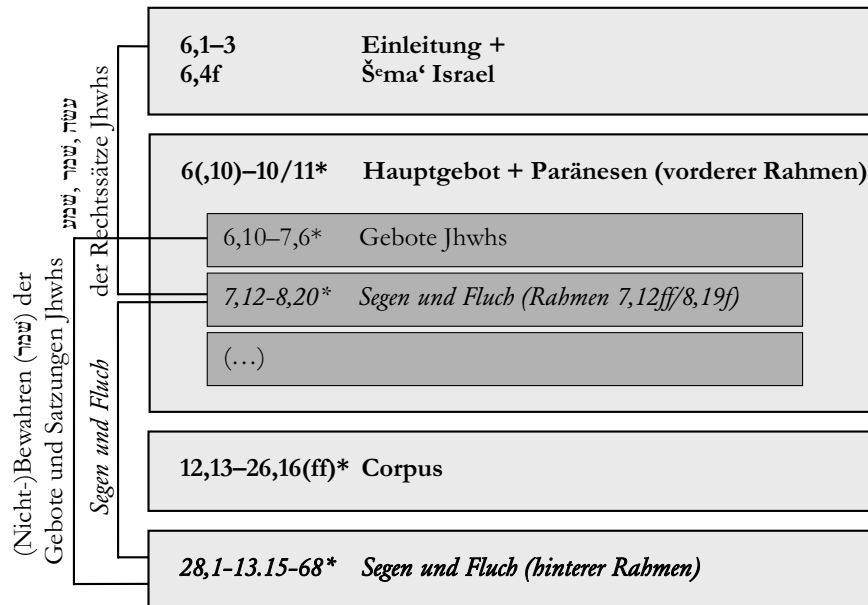 6,1–3 Einleitung +
6,4f Šᵉma‘ Israel
6(,10)–10/11* Hauptgebot + Paränesen (vorderer Rahmen)
6,10–7,6* Gebote Jhwhs
7,12-8,20* Segen und Fluch (Rahmen 7,12ff/8,19f)
(…)
12,13–26,16(ff)* Corpus
28,1-13.15-68* Segen und Fluch (hinterer Rahmen)
(Nicht-)Bewahren (שׁמר) der
Gebote und Satzungen Jhwhs
שׁמע, שׁמר, עשׂה
der Rechtssätze Jhwhs
Segen und Fluch